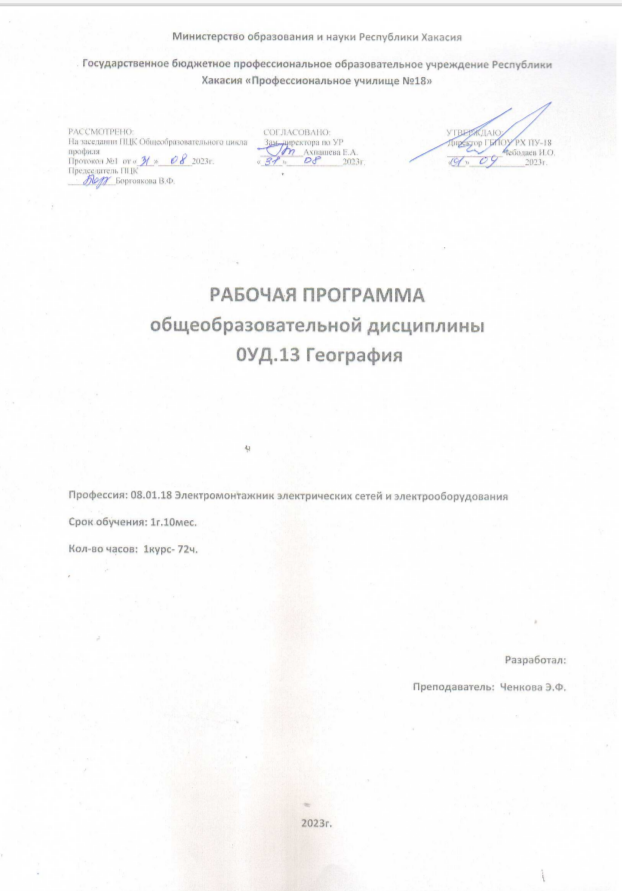 Министерство образования и науки Республики Хакасия
Государственное бюджетное профессиональное образовательное учреждение Республики
Хакасия «Профессиональное училище №18»
РАССМОТРЕНО:
На заседании ПЦК Общеобразовательного цикла
профиля
Протокол №1 от «31» 08 2023г.
Председатель ПЦК
Боргоякова В.Ф.
СОГЛАСОВАНО:
Зам. директора по УР
Ахпашева Е.А.
«31» 08 2023г.
УТВЕРЖДАЮ:
Директор ГБПОУ РХ ПУ-18
И.О.
2023г.
РАБОЧАЯ ПРОГРАММА
общеобразовательной дисциплины
0УД.13 География
Профессия: 08.01.18 Электромонтажник электрических сетей и электрооборудования
Срок обучения: 1г.10мес.
Кол-во часов: 1курс- 72ч.
Разработал:
Преподаватель: Ченкова Э.Ф.
2023г.